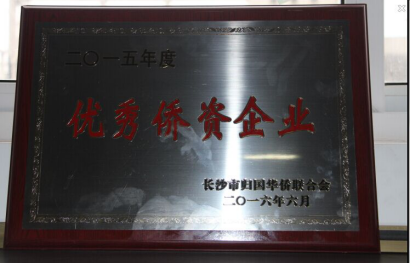 二〇一五年度
优秀侨资企业
长沙市归国华侨联合会
二〇一六年六月